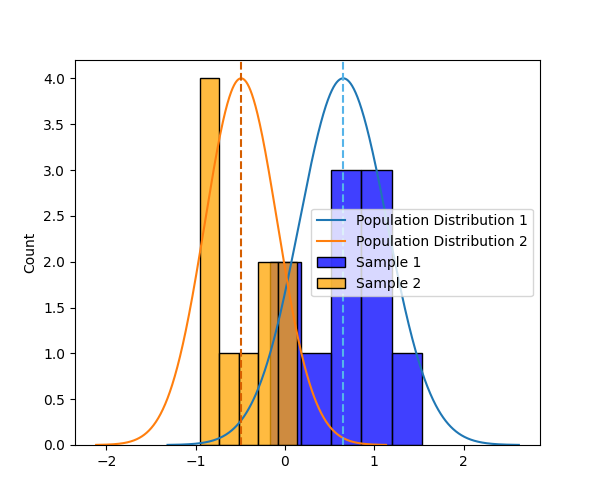 4.0
3.5
3.0
2.5
2.0
1.5
1.0
0.5
0.0
Count
Population Distribution 1
Population Distribution 2
Sample 1
Sample 2
−2 −1 0 1 2